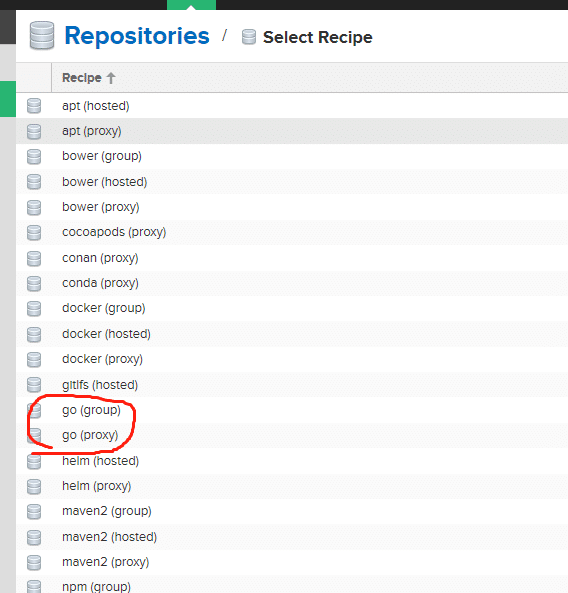 Repositories / Select Recipe
Recipe
apt (hosted)
apt (proxy)
bower (group)
bower (hosted)
bower (proxy)
cocoapods (proxy)
conan (proxy)
conda (proxy)
docker (group)
docker (hosted)
docker (proxy)
gitlfs (hosted)
go (group)
go (proxy)
helm (hosted)
helm (proxy)
maven2 (group)
maven2 (hosted)
maven2 (proxy)
npm (group)